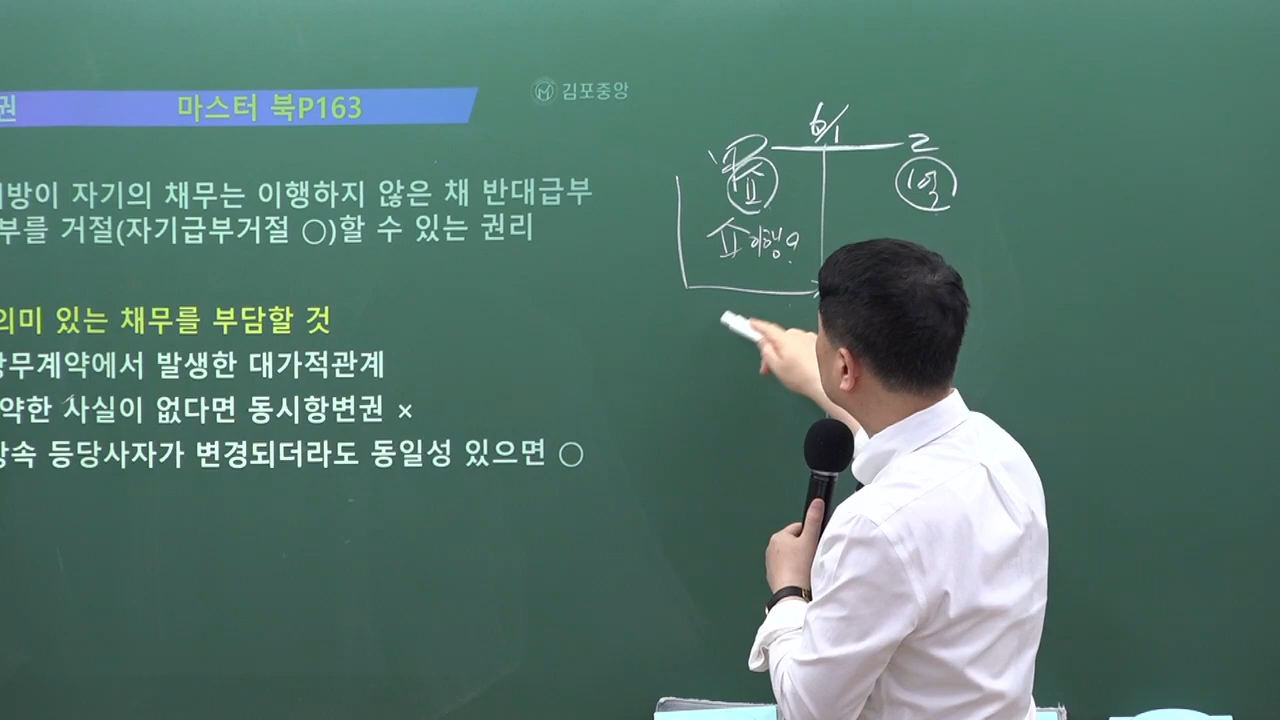 권 마스터 북P163
김포중앙
방이 자기의 채무는 이행하지 않은 채 반대급부
부를 거절(자기급부거절 ○)할 수 있는 권리
의미 있는 채무를 부담할 것
무계약에서 발생한 대가적관계
약한 사실이 없다면 동시항변권 ×
속 등당사자가 변경되더라도 동일성 있으면 ○
6/1
갑 을
이행?